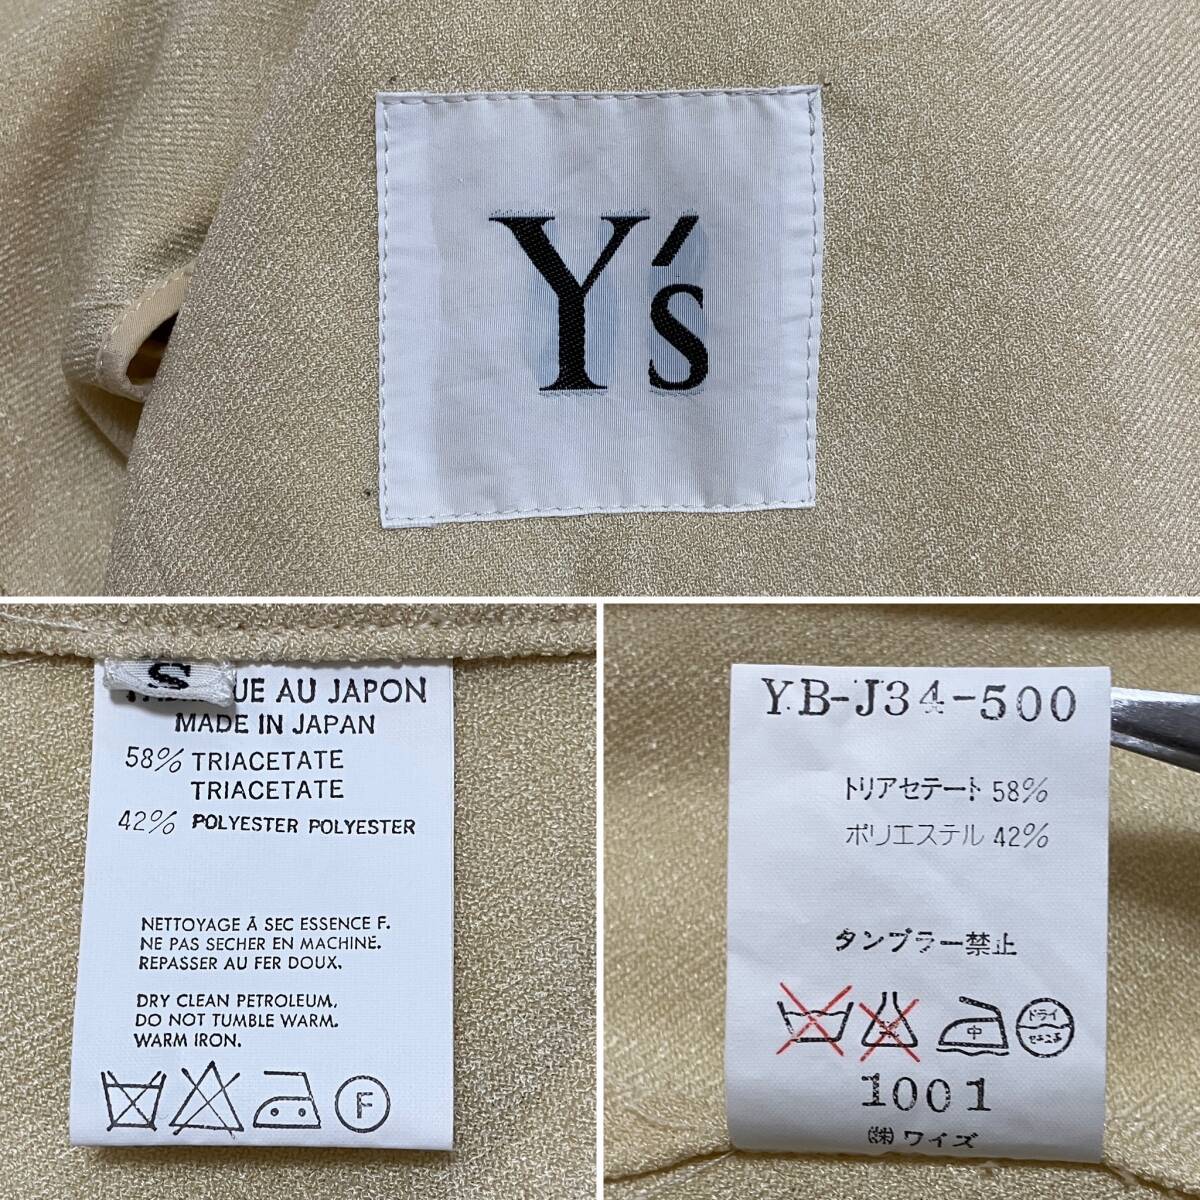 Y's
S
AU JAPON
MADE IN JAPAN
58% TRIACETATE
TRIACETATE
42% POLYESTER POLYESTER
NETTOYAGE À SEC ESSENCE F.
NE PAS SECHER EN MACHINE.
REPASSER AU FER DOUX.
DRY CLEAN PETROLEUM,
DO NOT TUMBLE WARM.
WARM IRON.
F
YB-J34-500
トリアセテート 58%
ポリエステル 42%
タンブラー禁止
中
ドライ
セキユ系
1001
㈱ワイズ